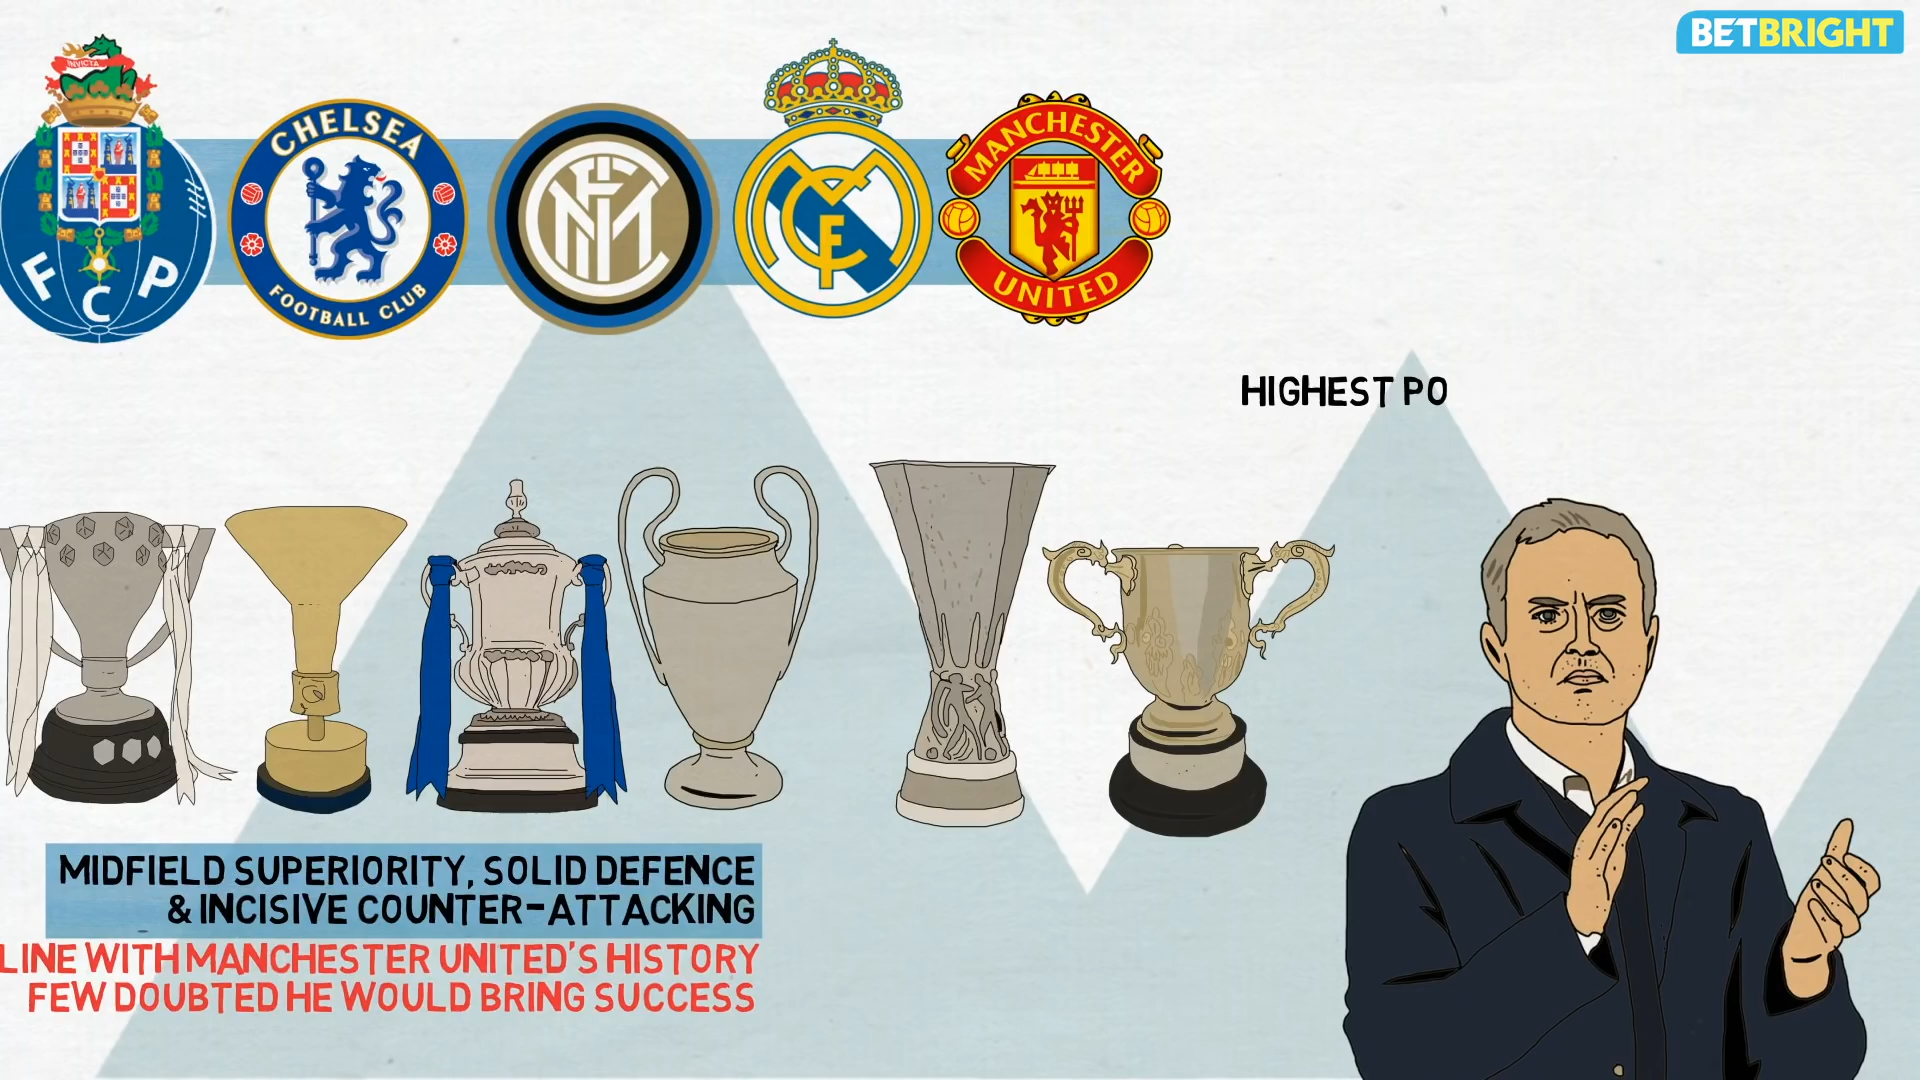 BETBRIGHT
INVICTA
FCP
CHELSEA
FOOTBALL CLUB
MANCHESTER
UNITED
HIGHEST PO
MIDFIELD SUPERIORITY, SOLID DEFENCE
& INCISIVE COUNTER-ATTACKING
LINE WITH MANCHESTER UNITED'S HISTORY
FEW DOUBTED HE WOULD BRING SUCCESS